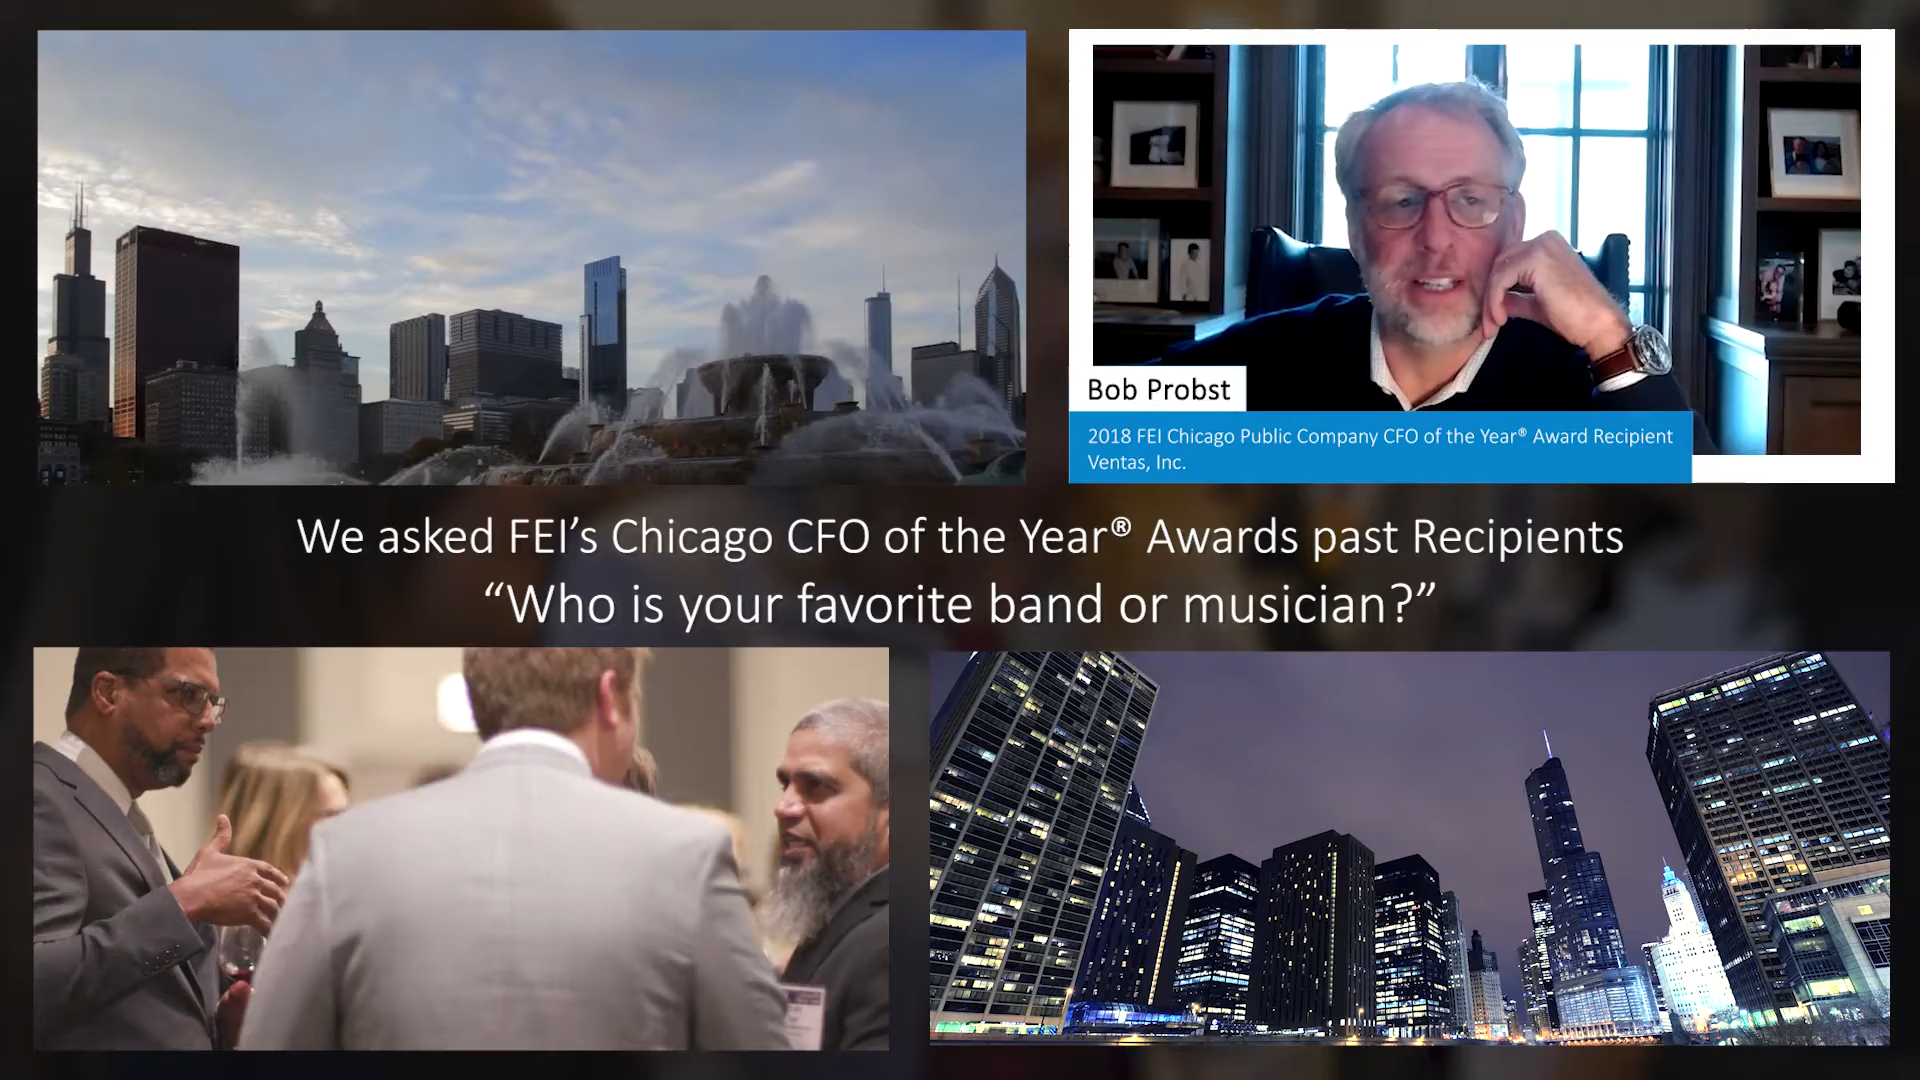 Bob Probst
2018 FEI Chicago Public Company CFO of the Year® Award Recipient
Ventas, Inc.
We asked FEI’s Chicago CFO of the Year® Awards past Recipients
“Who is your favorite band or musician?”